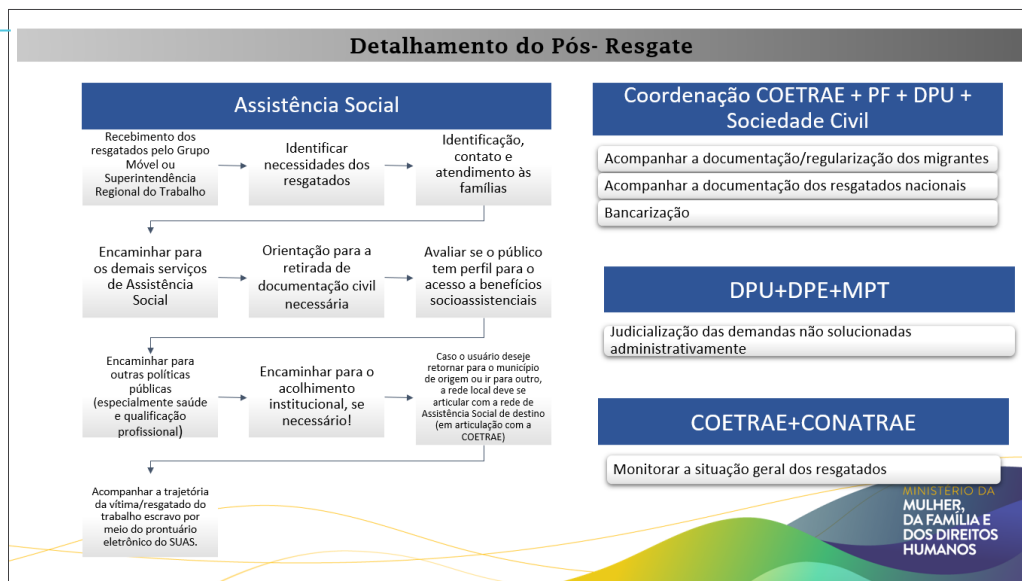 Detalhamento do Pós- Resgate
Assistência Social
Recebimento dos
resgatados pelo Grupo
Móvel ou
Superintendência
Regional do Trabalho
Identificar
necessidades dos
resgatados
Identificação,
contato e
atendimento às
famílias
Encaminhar para
os demais serviços
de Assistência
Social
Orientação para a
retirada de
documentação civil
necessária
Avaliar se o público
tem perfil para o
acesso a benefícios
socioassistenciais
Encaminhar para
outras políticas
públicas
(especialmente saúde
e qualificação
profissional)
Encaminhar para o
acolhimento
institucional, se
necessário!
Caso o usuário deseje
retornar para o município
de origem ou ir para outro,
a rede local deve se
articular com a rede de
Assistência Social de destino
(em articulação com a
COETRAE)
Acompanhar a trajetória
da vítima/resgatado do
trabalho escravo por
meio do prontuário
eletrônico do SUAS.
Coordenação COETRAE + PF + DPU +
Sociedade Civil
Acompanhar a documentação/regularização dos migrantes
Acompanhar a documentação dos resgatados nacionais
Bancarização
DPU+DPE+MPT
Judicialização das demandas não solucionadas
administrativamente
COETRAE+CONATRAE
Monitorar a situação geral dos resgatados
MINISTÉRIO DA
MULHER,
DA FAMÍLIA E
DOS DIREITOS
HUMANOS